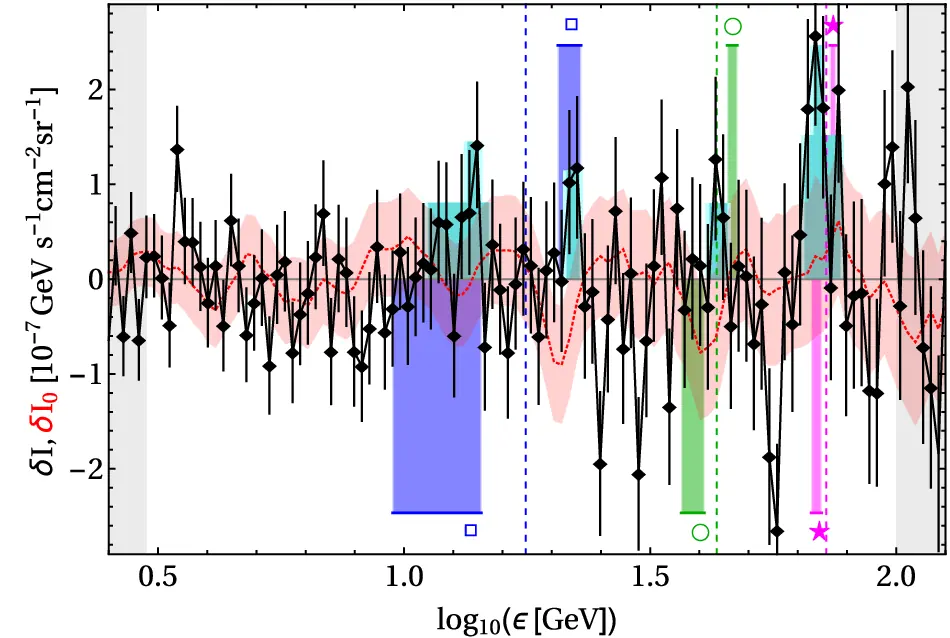 2
1
0
−1
−2
δI, δI₀ [10⁻⁷ GeV s⁻¹cm⁻²sr⁻¹]
0.5 1.0 1.5 2.0
log₁₀(ϵ [GeV])